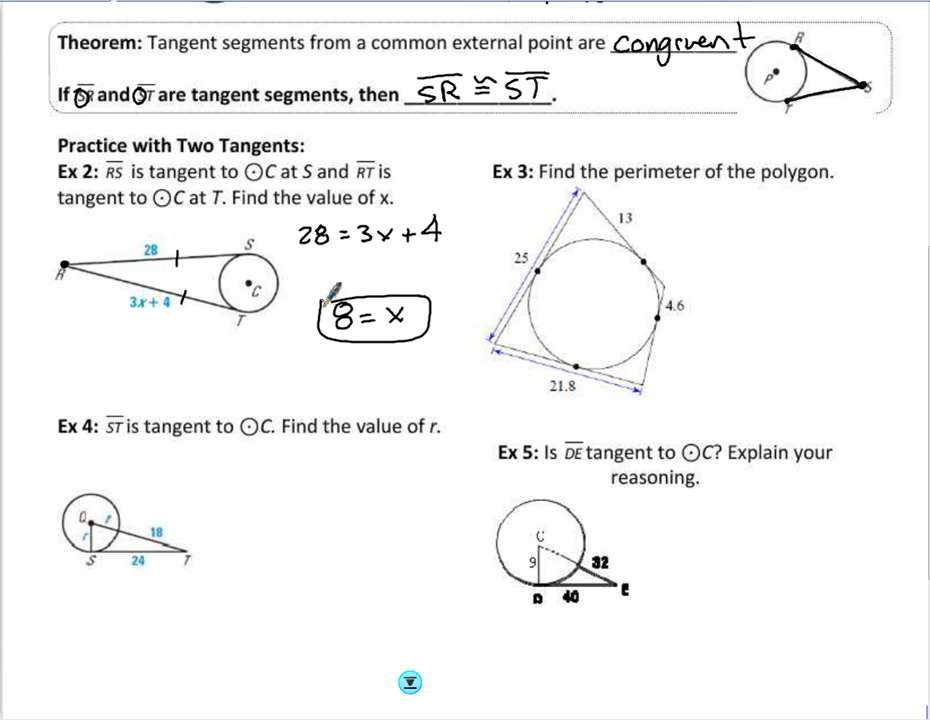 Theorem: Tangent segments from a common external point are congruent
R
P
S
T
If SR and ST are tangent segments, then SR ≅ ST.
Practice with Two Tangents:
Ex 2: RS is tangent to ⊙C at S and RT is
tangent to ⊙C at T. Find the value of x.
28 = 3x + 4
8 = x
28
S
R
C
3x + 4
T
Ex 3: Find the perimeter of the polygon.
13
25
4.6
21.8
Ex 4: ST is tangent to ⊙C. Find the value of r.
Q
r
r
18
S
24
T
Ex 5: Is DE tangent to ⊙C? Explain your
reasoning.
C
9
32
D
40
E